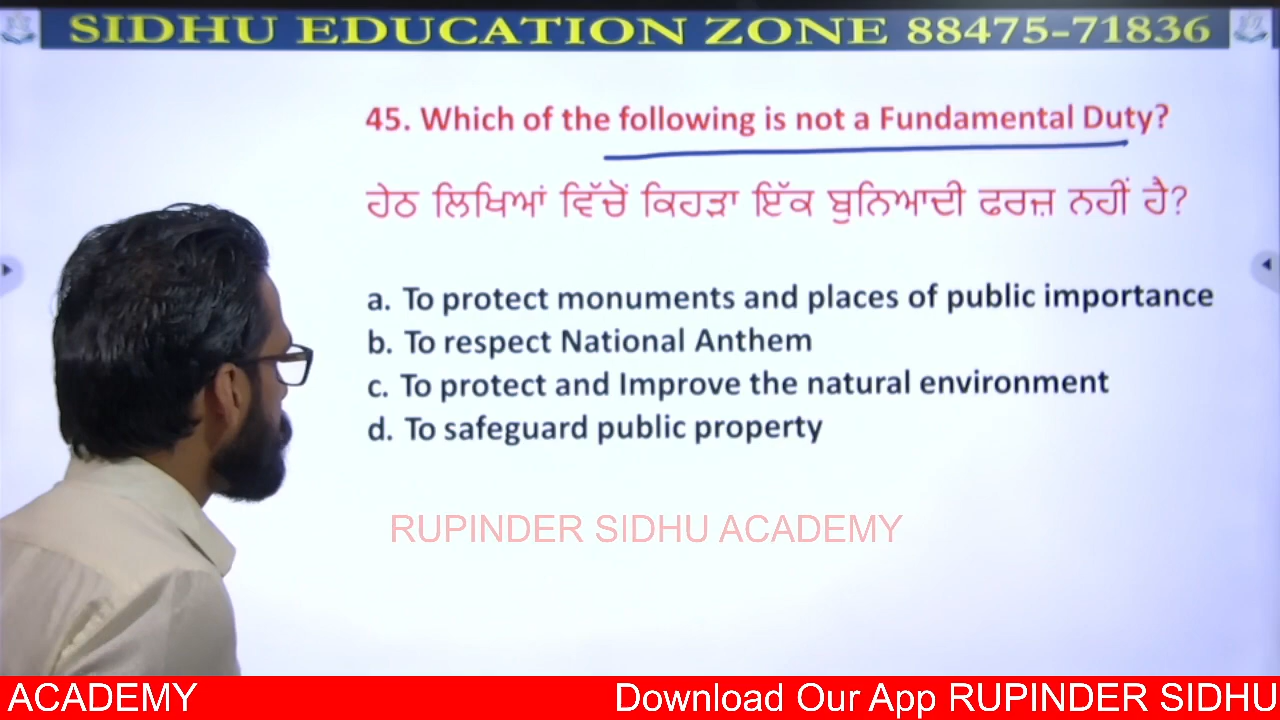 SIDHU EDUCATION ZONE 88475-71836
45. Which of the following is not a Fundamental Duty?
ਹੇਠ ਲਿਖਿਆਂ ਵਿੱਚੋਂ ਕਿਹੜਾ ਇੱਕ ਬੁਨਿਆਦੀ ਫਰਜ਼ ਨਹੀਂ ਹੈ?
a. To protect monuments and places of public importance
b. To respect National Anthem
c. To protect and Improve the natural environment
d. To safeguard public property
RUPINDER SIDHU ACADEMY
ACADEMY Download Our App RUPINDER SIDHU